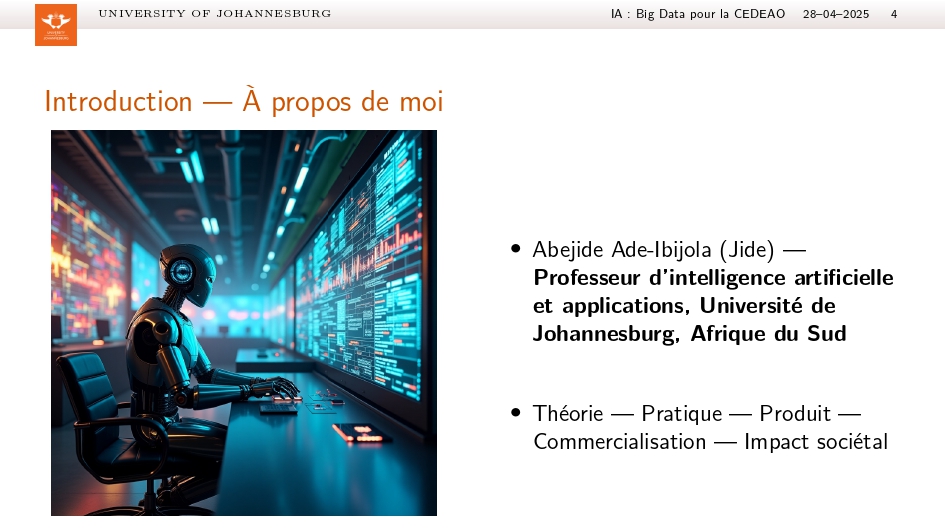 UNIVERSITY OF JOHANNESBURG
IA : Big Data pour la CEDEAO 28–04–2025 4
UNIVERSITY
JOHANNESBURG
Introduction — À propos de moi
• Abejide Ade-Ibijola (Jide) —
Professeur d'intelligence artificielle
et applications, Université de
Johannesburg, Afrique du Sud
• Théorie — Pratique — Produit —
Commercialisation — Impact sociétal